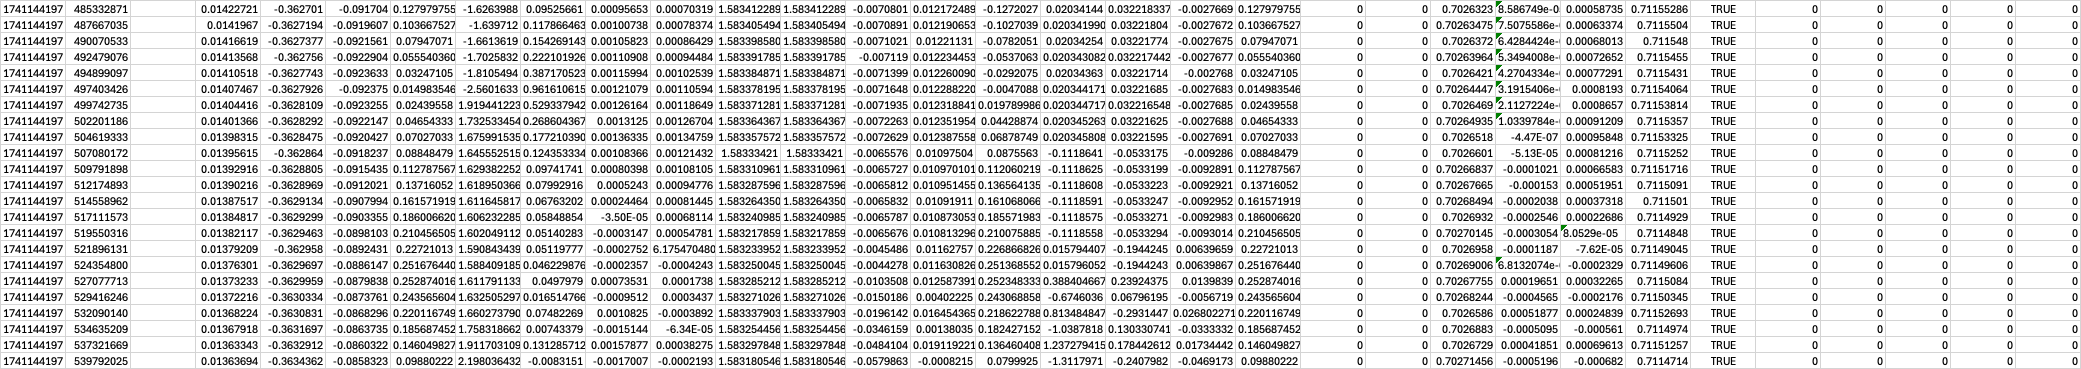 1741144197 485332871 0.01422721 -0.362701 -0.091704 0.127979755 -1.6263988 0.09525661 0.00095653 0.00070319 1.583412289 1.583412289 -0.0070801 0.012172489 -0.1272027 0.02034144 0.032218337 -0.0027669 0.127979755 0 0 0.7026323 8.586749e-0 0.00058735 0.71155286 TRUE 0 0 0 0 0
1741144197 487667035 0.0141967 -0.3627194 -0.0919607 0.103667527 -1.639712 0.117866463 0.00100738 0.00078374 1.583405494 1.583405494 -0.0070891 0.012190653 -0.1027039 0.020341990 0.03221804 -0.0027672 0.103667527 0 0 0.70263475 7.5075586e- 0.00063374 0.7115504 TRUE 0 0 0 0 0
1741144197 490070533 0.01416619 -0.3627377 -0.0921561 0.07947071 -1.6613619 0.154269143 0.00105823 0.00086429 1.583398580 1.583398580 -0.0071021 0.01221131 -0.0782051 0.02034254 0.03221774 -0.0027675 0.07947071 0 0 0.7026372 6.4284424e- 0.00068013 0.711548 TRUE 0 0 0 0 0
1741144197 492479076 0.01413568 -0.362756 -0.0922904 0.055540360 -1.7025832 0.222101926 0.00110908 0.00094484 1.583391785 1.583391785 -0.007119 0.012234453 -0.0537063 0.020343082 0.032217442 -0.0027677 0.055540360 0 0 0.70263964 5.3494008e- 0.00072652 0.7115455 TRUE 0 0 0 0 0
1741144197 494899097 0.01410518 -0.3627743 -0.0923633 0.03247105 -1.8105494 0.387170523 0.00115994 0.00102539 1.583384871 1.583384871 -0.0071399 0.012260090 -0.0292075 0.02034363 0.03221714 -0.002768 0.03247105 0 0 0.7026421 4.2704334e- 0.00077291 0.7115431 TRUE 0 0 0 0 0
1741144197 497403426 0.01407467 -0.3627926 -0.092375 0.014983546 -2.5601633 0.961610615 0.00121079 0.00110594 1.583378195 1.583378195 -0.0071648 0.012288220 -0.0047088 0.020344171 0.03221685 -0.0027683 0.014983546 0 0 0.70264447 3.1915406e- 0.0008193 0.71154064 TRUE 0 0 0 0 0
1741144197 499742735 0.01404416 -0.3628109 -0.0923255 0.02439558 1.919441223 0.529337942 0.00126164 0.00118649 1.583371281 1.583371281 -0.0071935 0.012318841 0.019789986 0.020344717 0.032216548 -0.0027685 0.02439558 0 0 0.7026469 2.1127224e- 0.0008657 0.71153814 TRUE 0 0 0 0 0
1741144197 502201186 0.01401366 -0.3628292 -0.0922147 0.04654333 1.732533454 0.268604367 0.0013125 0.00126704 1.583364367 1.583364367 -0.0072263 0.012351954 0.04428874 0.020345263 0.03221625 -0.0027688 0.04654333 0 0 0.70264935 1.0339784e- 0.00091209 0.7115357 TRUE 0 0 0 0 0
1741144197 504619333 0.01398315 -0.3628475 -0.0920427 0.07027033 1.675991535 0.177210390 0.00136335 0.00134759 1.583357572 1.583357572 -0.0072629 0.012387558 0.06878749 0.020345808 0.03221595 -0.0027691 0.07027033 0 0 0.7026518 -4.47E-07 0.00095848 0.71153325 TRUE 0 0 0 0 0
1741144197 507080172 0.01395615 -0.362864 -0.0918237 0.08848479 1.645552515 0.124353334 0.00108366 0.00121432 1.58333421 1.58333421 -0.0065576 0.01097504 0.0875563 -0.1118641 -0.0533175 -0.009286 0.08848479 0 0 0.7026601 -5.13E-05 0.00081216 0.7115252 TRUE 0 0 0 0 0
1741144197 509791898 0.01392916 -0.3628805 -0.0915435 0.112787567 1.629382252 0.09741741 0.00080398 0.00108105 1.583310961 1.583310961 -0.0065727 0.010970101 0.112060219 -0.1118625 -0.0533199 -0.0092891 0.112787567 0 0 0.70266837 -0.0001021 0.00066583 0.71151716 TRUE 0 0 0 0 0
1741144197 512174893 0.01390216 -0.3628969 -0.0912021 0.13716052 1.618950366 0.07992916 0.0005243 0.00094776 1.583287596 1.583287596 -0.0065812 0.010951455 0.136564135 -0.1118608 -0.0533223 -0.0092921 0.13716052 0 0 0.70267665 -0.000153 0.00051951 0.7115091 TRUE 0 0 0 0 0
1741144197 514558962 0.01387517 -0.3629134 -0.0907994 0.161571919 1.611645817 0.06763202 0.00024464 0.00081445 1.583264350 1.583264350 -0.0065832 0.01091911 0.161068066 -0.1118591 -0.0533247 -0.0092952 0.161571919 0 0 0.70268494 -0.0002038 0.00037318 0.711501 TRUE 0 0 0 0 0
1741144197 517111573 0.01384817 -0.3629299 -0.0903355 0.186006620 1.606232285 0.05848854 -3.50E-05 0.00068114 1.583240985 1.583240985 -0.0065787 0.010873053 0.185571983 -0.1118575 -0.0533271 -0.0092983 0.186006620 0 0 0.7026932 -0.0002546 0.00022686 0.7114929 TRUE 0 0 0 0 0
1741144197 519550316 0.01382117 -0.3629463 -0.0898103 0.210456505 1.602049112 0.05140283 -0.0003147 0.00054781 1.583217859 1.583217859 -0.0065676 0.010813296 0.210075885 -0.1118558 -0.0533294 -0.0093014 0.210456505 0 0 0.70270145 -0.0003054 8.0529e-05 0.7114848 TRUE 0 0 0 0 0
1741144197 521896131 0.01379209 -0.362958 -0.0892431 0.22721013 1.590843439 0.05119777 -0.0002752 6.175470480 1.583233952 1.583233952 -0.0045486 0.01162757 0.226866826 0.015794407 -0.1944245 0.00639659 0.22721013 0 0 0.7026958 -0.0001187 -7.62E-05 0.71149045 TRUE 0 0 0 0 0
1741144197 524354800 0.01376301 -0.3629697 -0.0886147 0.251676440 1.588409185 0.046229876 -0.0002357 -0.0004243 1.583250045 1.583250045 -0.0044278 0.011630826 0.251368552 0.015796052 -0.1944243 0.00639867 0.251676440 0 0 0.70269006 6.8132074e- -0.0002329 0.71149606 TRUE 0 0 0 0 0
1741144197 527077713 0.01373233 -0.3629959 -0.0879838 0.252874016 1.611791133 0.0497979 0.00073531 0.0001738 1.583285212 1.583285212 -0.0103508 0.012587391 0.252348333 0.388404667 0.23924375 0.0139839 0.252874016 0 0 0.70267755 0.00019651 0.00032265 0.7115084 TRUE 0 0 0 0 0
1741144197 529416246 0.01372216 -0.3630334 -0.0873761 0.243565604 1.632505297 0.016514766 -0.0009512 0.0003437 1.583271026 1.583271026 -0.0150186 0.00402225 0.243068858 -0.6746036 0.06796195 -0.0056719 0.243565604 0 0 0.70268244 -0.0004565 -0.0002176 0.71150345 TRUE 0 0 0 0 0
1741144197 532090140 0.01368224 -0.3630831 -0.0868296 0.220116749 1.660273790 0.07482269 0.0010825 -0.0003892 1.583337903 1.583337903 -0.0196142 0.016454365 0.218622788 0.813484847 -0.2931447 0.026802271 0.220116749 0 0 0.7026586 0.00051877 0.00024839 0.71152693 TRUE 0 0 0 0 0
1741144197 534635209 0.01367918 -0.3631697 -0.0863735 0.185687452 1.758318662 0.00743379 -0.0015144 -6.34E-05 1.583254456 1.583254456 -0.0346159 0.00138035 0.182427152 -1.0387818 0.130330741 -0.0333332 0.185687452 0 0 0.7026883 -0.0005095 -0.000561 0.7114974 TRUE 0 0 0 0 0
1741144197 537321669 0.01363343 -0.3632912 -0.0860322 0.146049827 1.911703109 0.131285712 0.00157877 0.00038275 1.583297848 1.583297848 -0.0484104 0.019119221 0.136460408 1.237279415 0.178442612 0.01734442 0.146049827 0 0 0.7026729 0.00041851 0.00069613 0.71151257 TRUE 0 0 0 0 0
1741144197 539792025 0.01363694 -0.3634362 -0.0858323 0.09880222 2.198036432 -0.0083151 -0.0017007 -0.0002193 1.583180546 1.583180546 -0.0579863 -0.0008215 0.0799925 -1.3117971 -0.2407982 -0.0469173 0.09880222 0 0 0.70271456 -0.0005196 -0.000682 0.7114714 TRUE 0 0 0 0 0